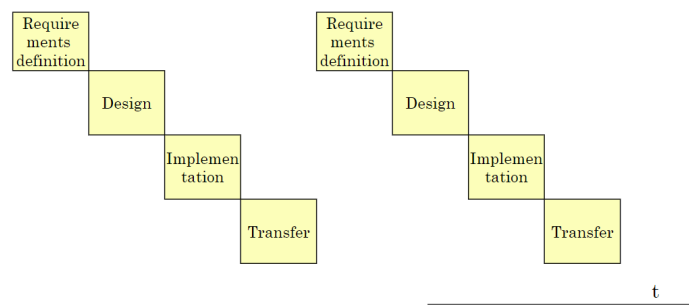 Require
ments
definition
Design
Implemen
tation
Transfer
Require
ments
definition
Design
Implemen
tation
Transfer
t